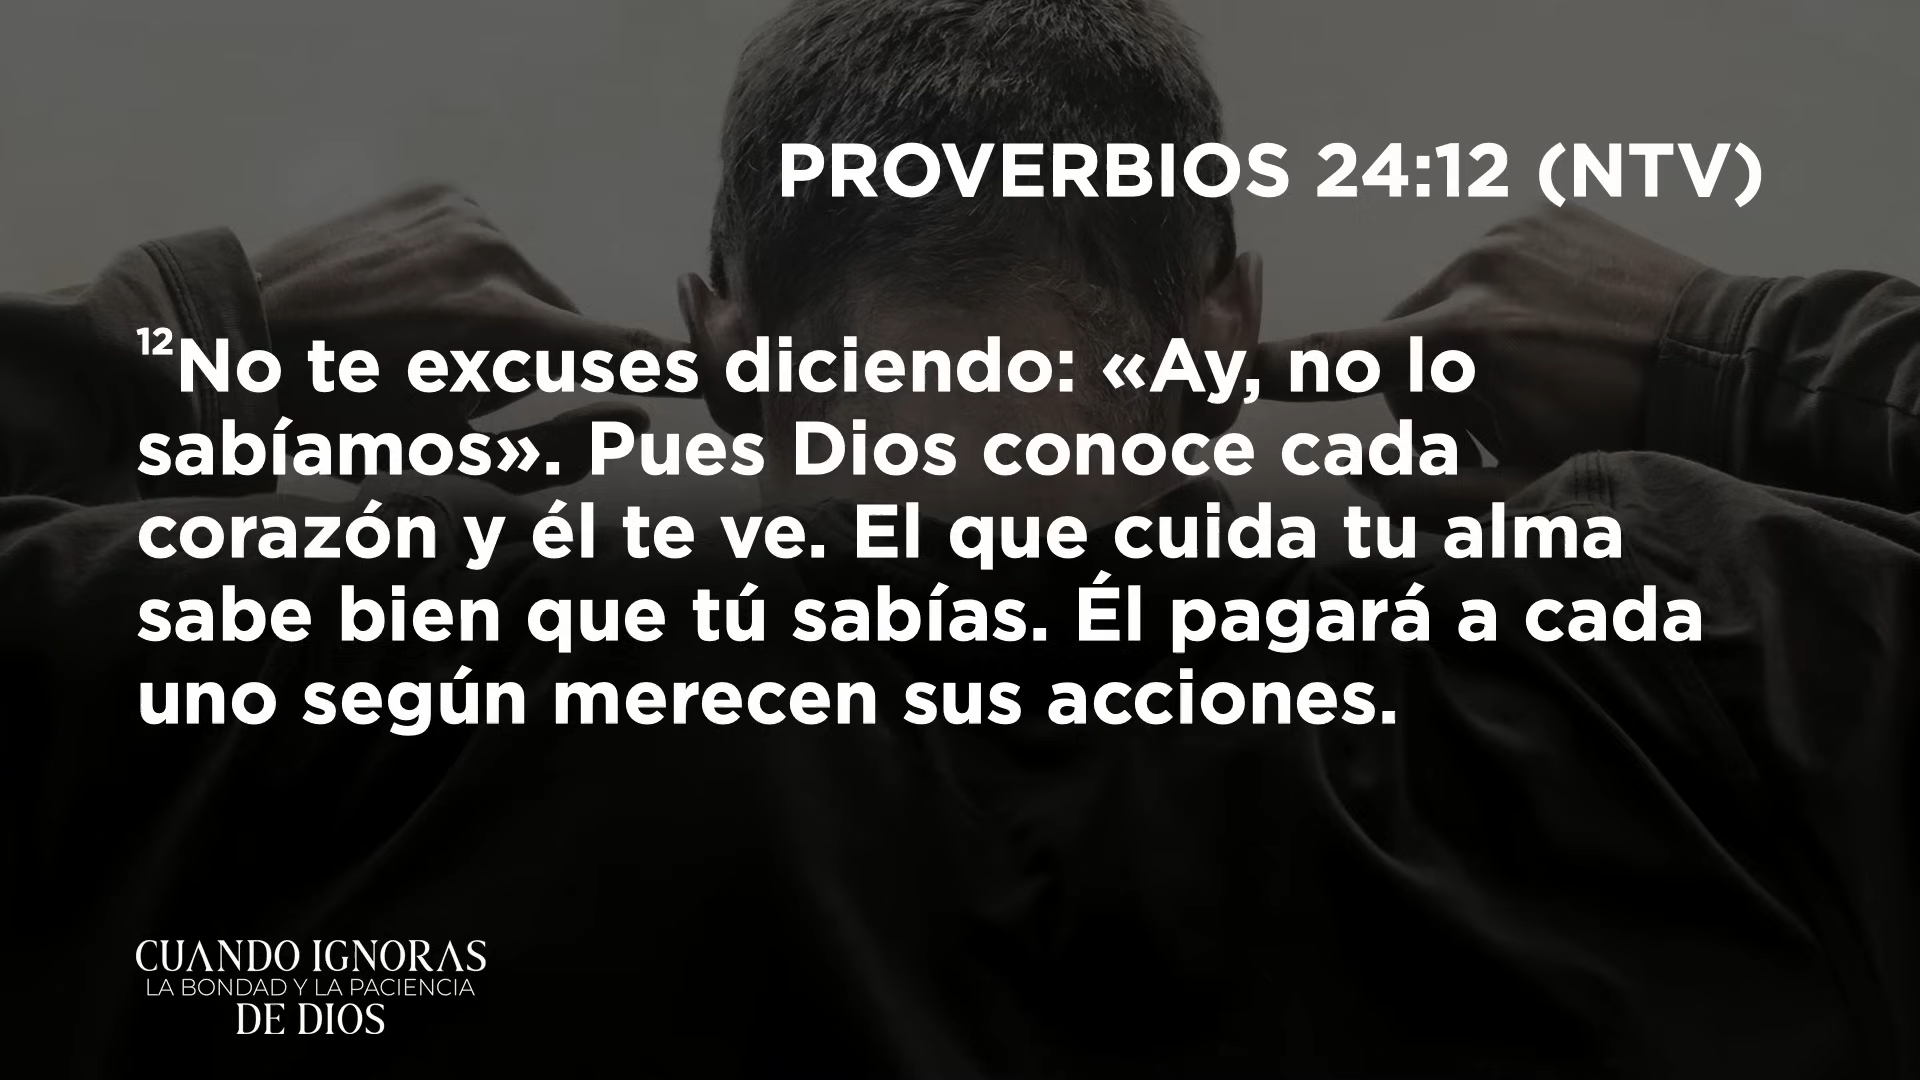 PROVERBIOS 24:12 (NTV)
12No te excuses diciendo: «Ay, no lo
sabíamos». Pues Dios conoce cada
corazón y él te ve. El que cuida tu alma
sabe bien que tú sabías. Él pagará a cada
uno según merecen sus acciones.
CUANDO IGNORAS
LA BONDAD Y LA PACIENCIA
DE DIOS